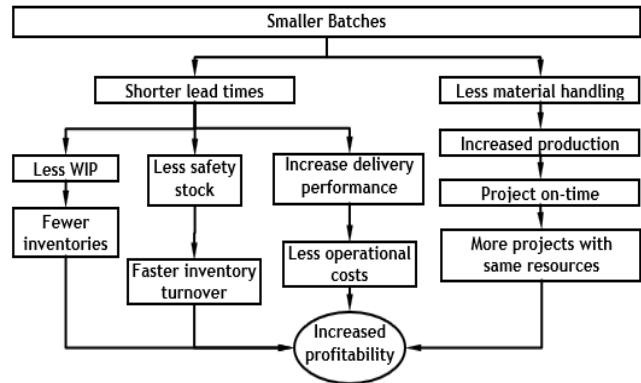 Smaller Batches
Shorter lead times
Less material handling
Less WIP
Less safety
stock
Increase delivery
performance
Increased production
Fewer
inventories
Project on-time
Faster inventory
turnover
Less operational
costs
More projects with
same resources
Increased
profitability